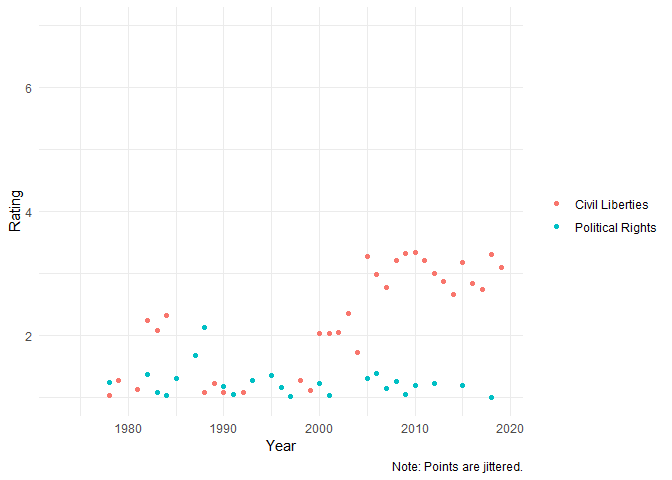 6
4
2
Rating
1980
1990
2000
2010
2020
Year
Civil Liberties
Political Rights
Note: Points are jittered.